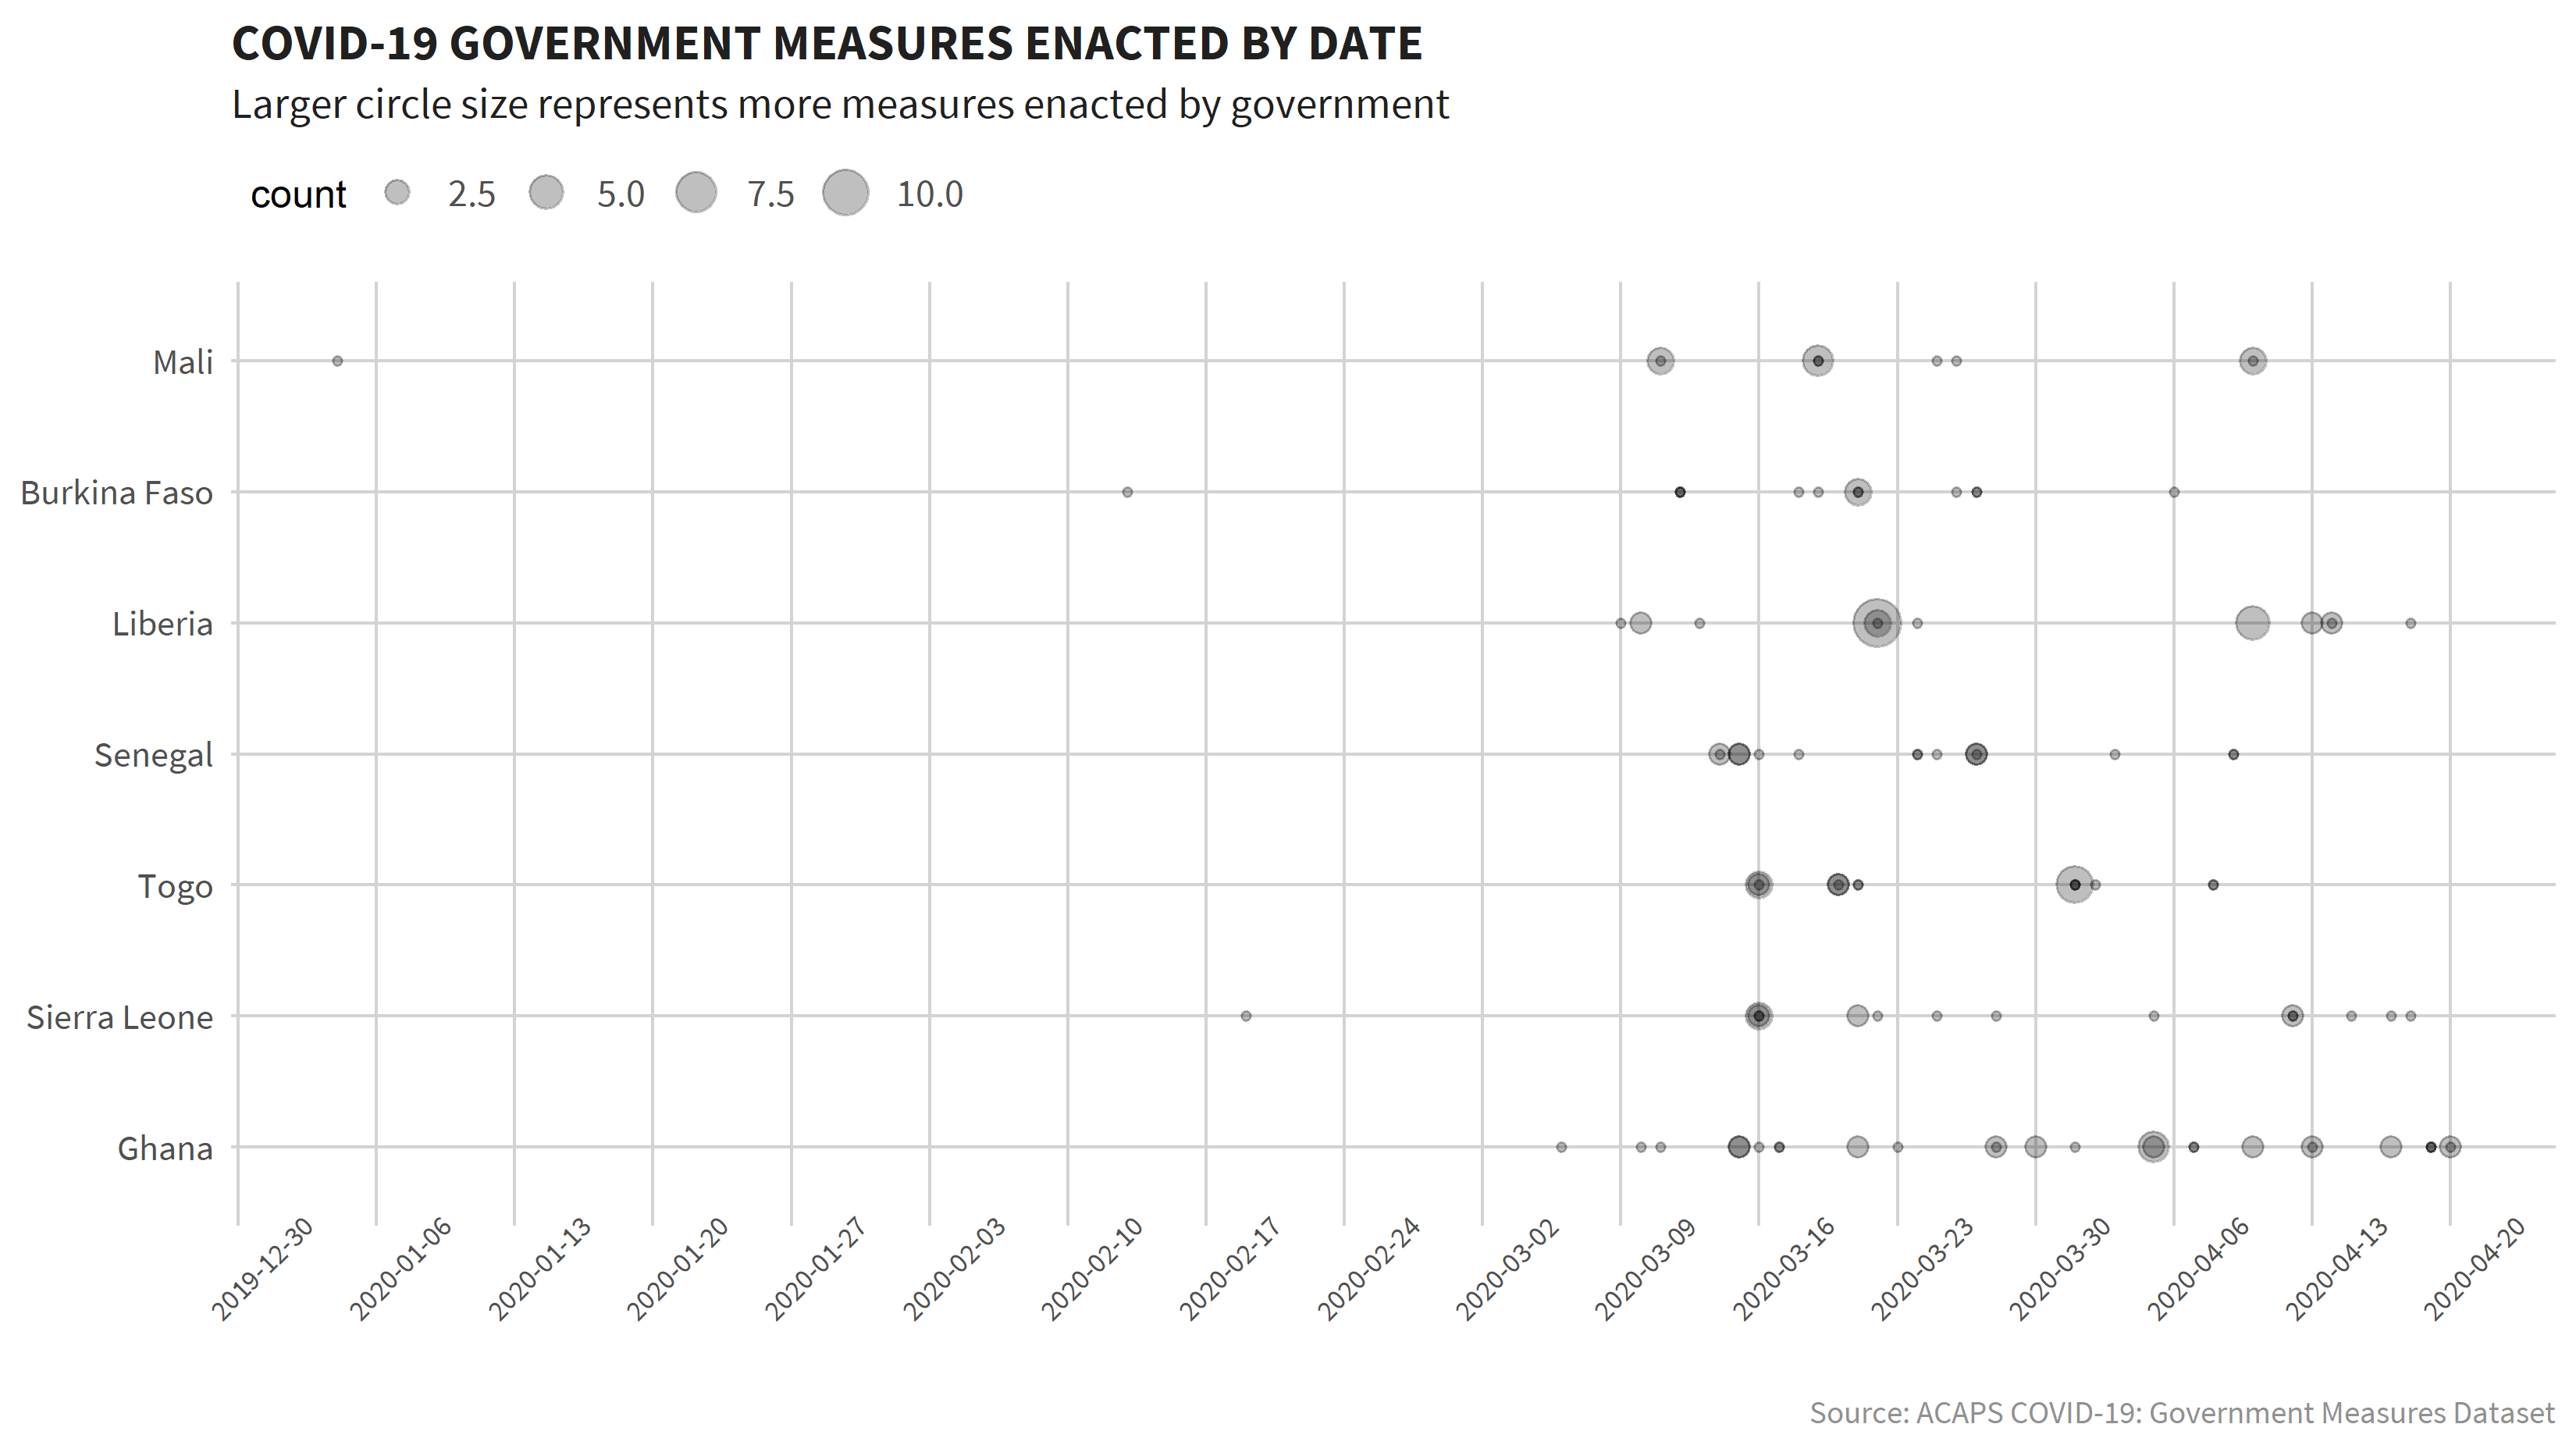 COVID-19 GOVERNMENT MEASURES ENACTED BY DATE
Larger circle size represents more measures enacted by government
count 2.5 5.0 7.5 10.0
Mali
Burkina Faso
Liberia
Senegal
Togo
Sierra Leone
Ghana
2019-12-30 2020-01-06 2020-01-13 2020-01-20 2020-01-27 2020-02-03 2020-02-10 2020-02-17 2020-02-24 2020-03-02 2020-03-09 2020-03-16 2020-03-23 2020-03-30 2020-04-06 2020-04-13 2020-04-20
Source: ACAPS COVID-19: Government Measures Dataset